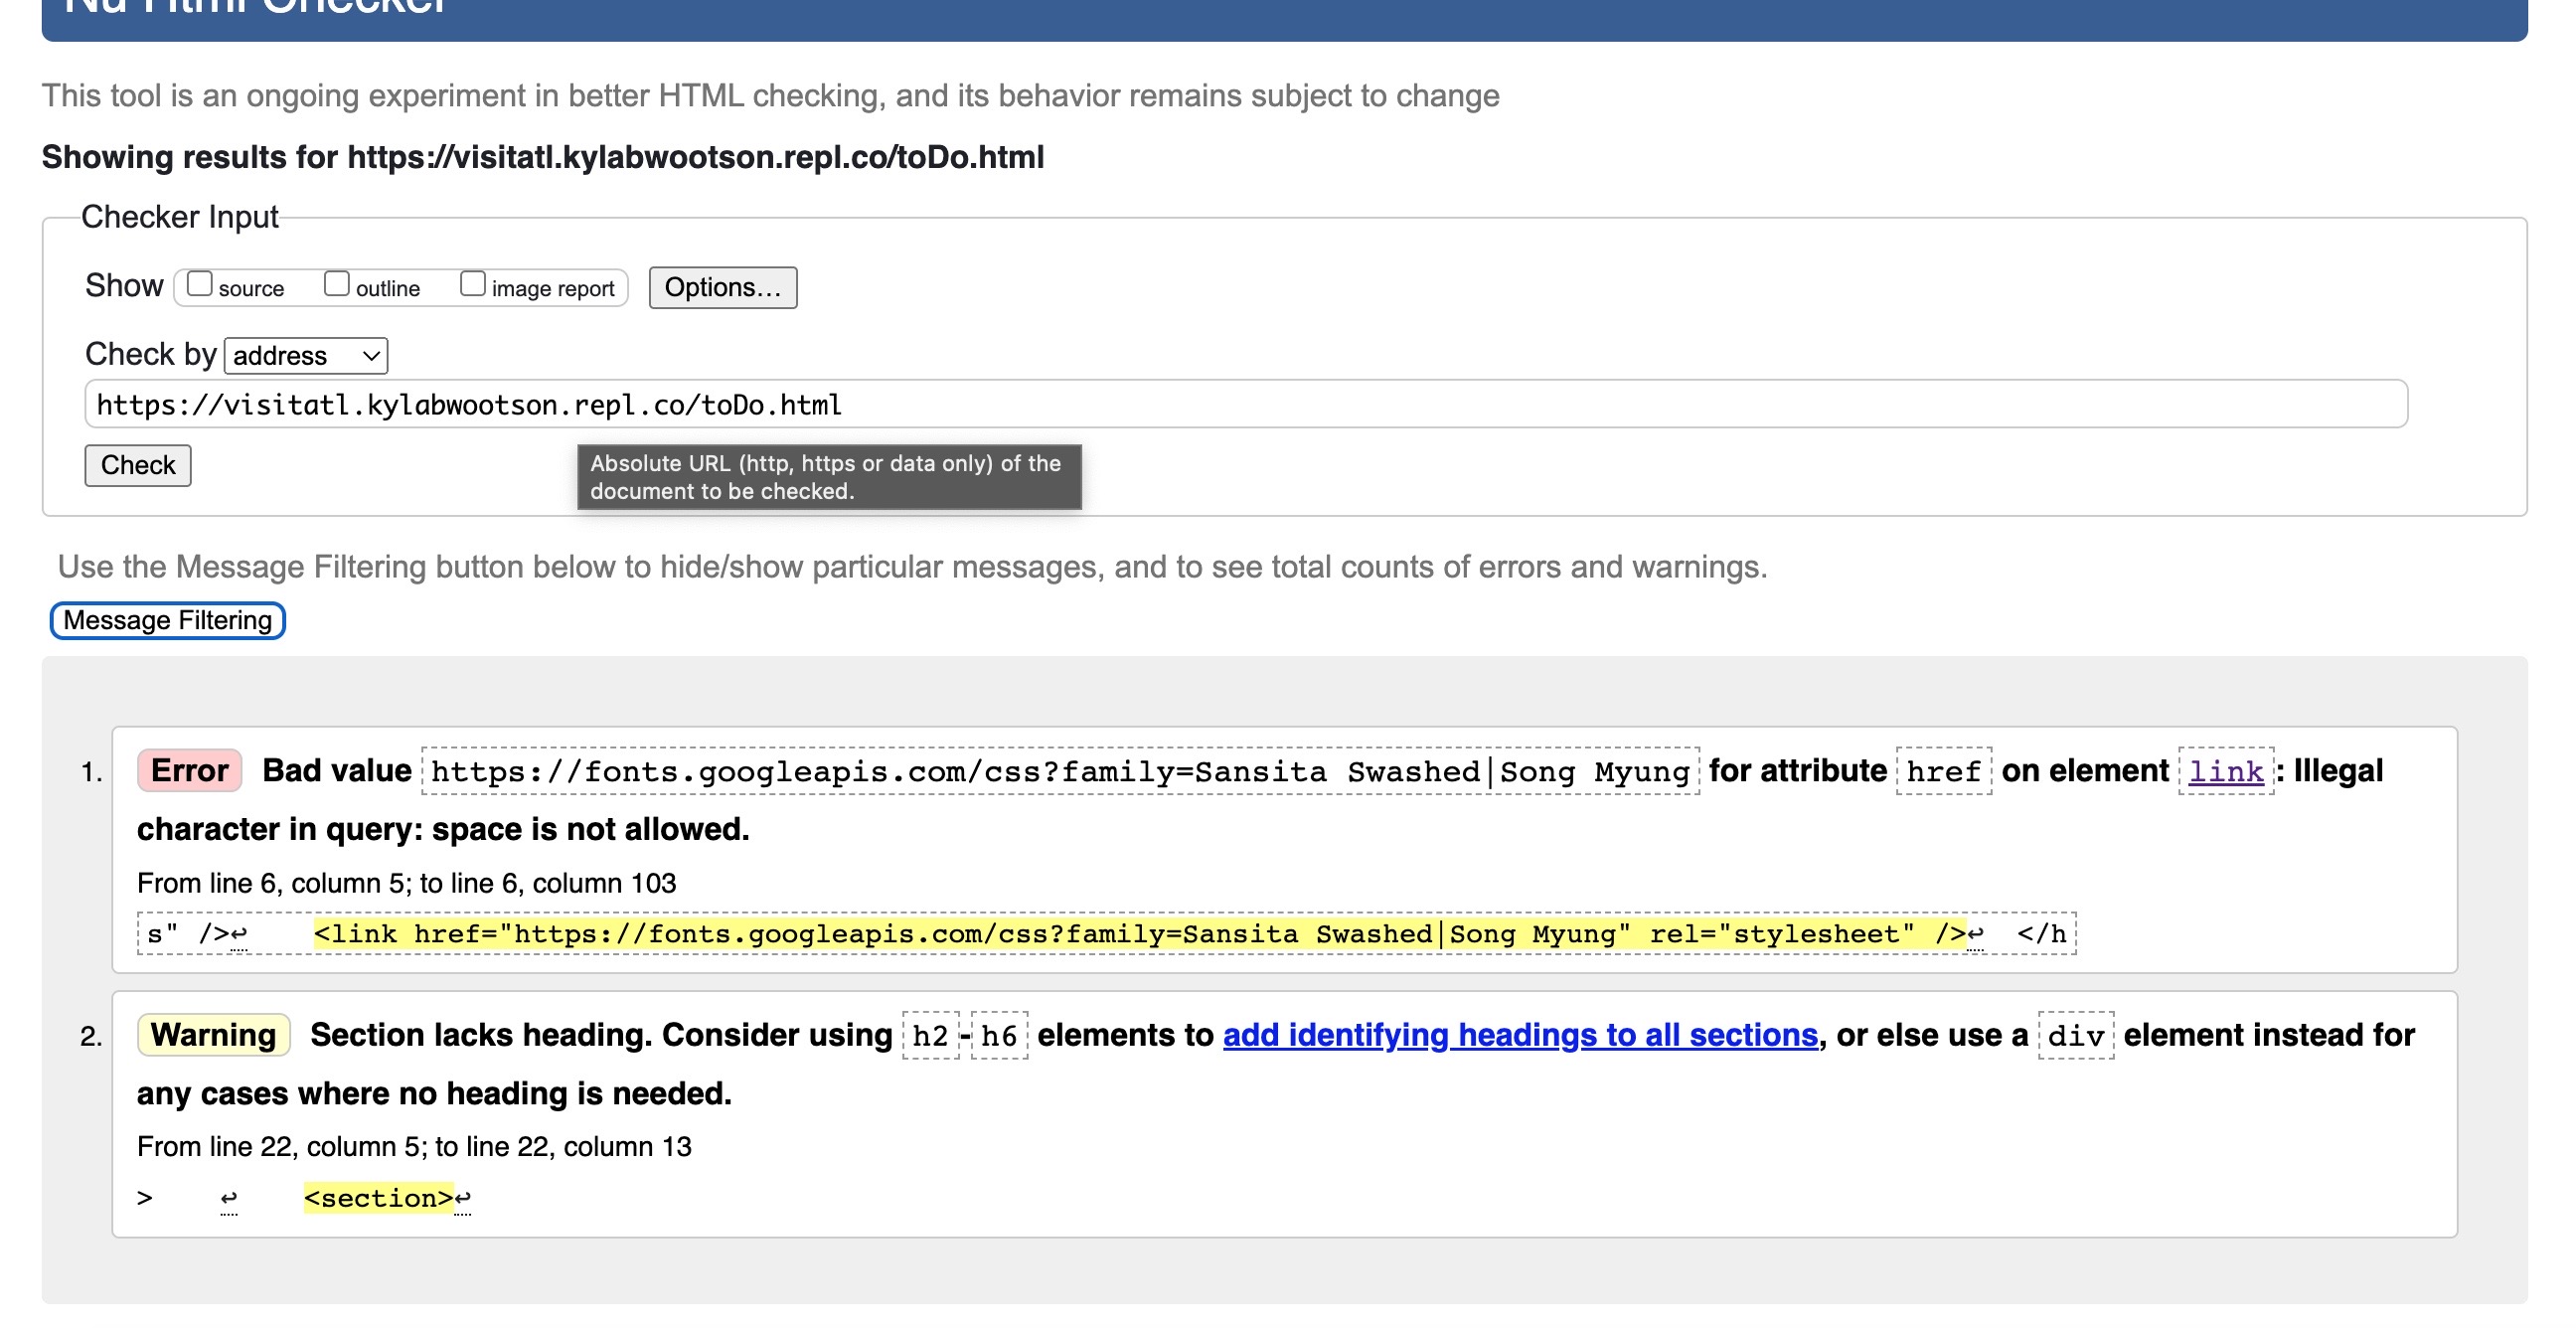 Nu Html Checker
This tool is an ongoing experiment in better HTML checking, and its behavior remains subject to change
Showing results for https://visitatl.kylabwootson.repl.co/toDo.html
Checker Input
Show source outline image report Options...
Check by address
https://visitatl.kylabwootson.repl.co/toDo.html
Check
Absolute URL (http, https or data only) of the
document to be checked.
Use the Message Filtering button below to hide/show particular messages, and to see total counts of errors and warnings.
Message Filtering
1. Error Bad value https://fonts.googleapis.com/css?family=Sansita Swashed|Song Myung for attribute href on element link: Illegal
character in query: space is not allowed.
From line 6, column 5; to line 6, column 103
s" />↩ <link href="https://fonts.googleapis.com/css?family=Sansita Swashed|Song Myung" rel="stylesheet" />↩ </h
2. Warning Section lacks heading. Consider using h2-h6 elements to add identifying headings to all sections, or else use a div element instead for
any cases where no heading is needed.
From line 22, column 5; to line 22, column 13
> ↩ <section>↩